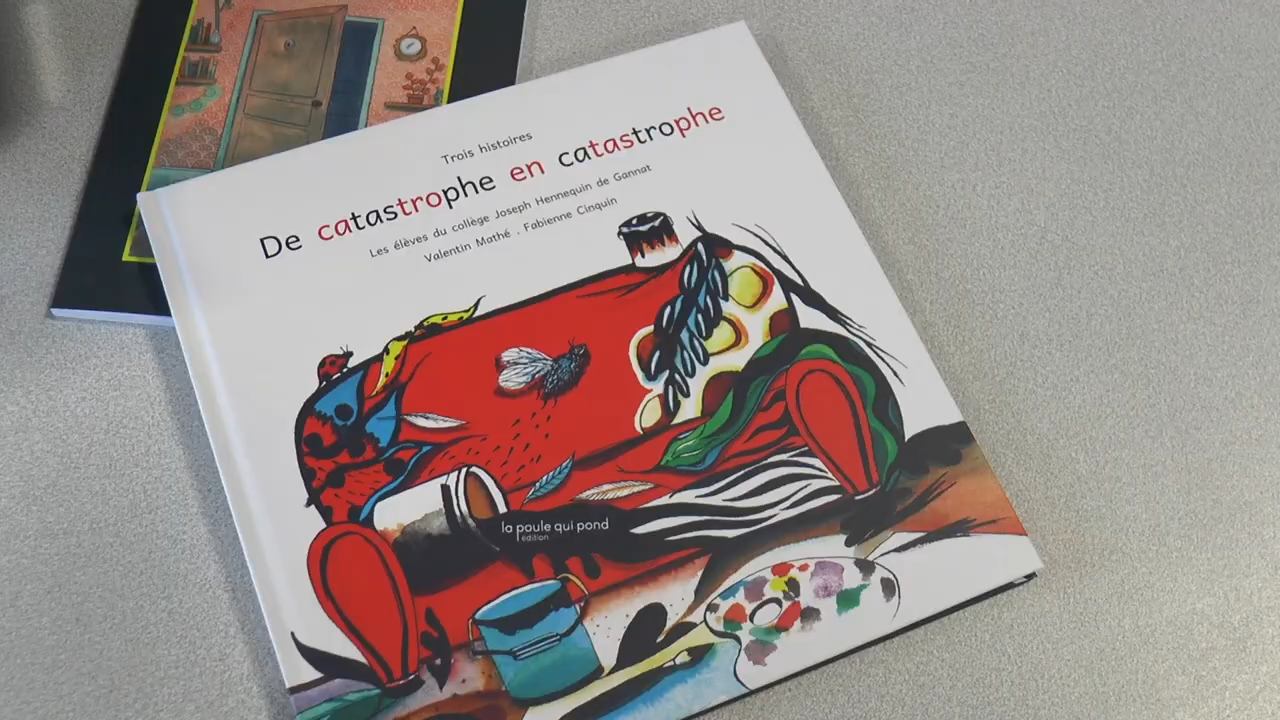 Trois histoires
De catastrophe en catastrophe
Les élèves du collège Joseph Hennequin de Gannat
Valentin Mathé . Fabienne Cinquin
la poule qui pond
édition